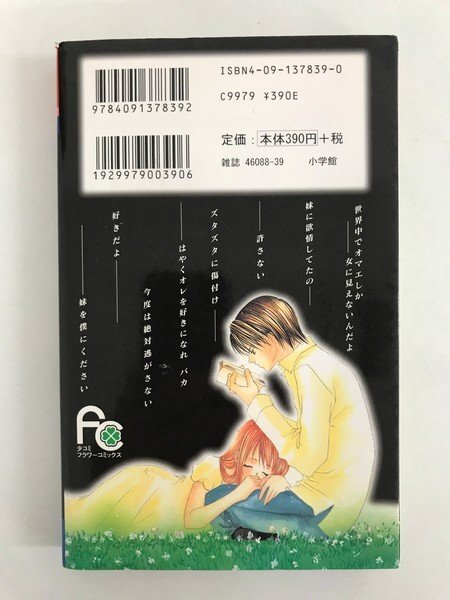 ISBN4-09-137839-0
C9979 ¥390E
9784091378392
定価：本体390円+税
1929979003906
雑誌 46088-39 小学館
世界中でオマエしか
──女に見えないんだよ
妹に欲情してたの──
──許さない
ズタズタに傷付け──
──はやくオレを好きになれ バカ
今度は絶対逃がさない
好きだよ──
──妹を僕にください
FC
少コミ
フラワーコミックス